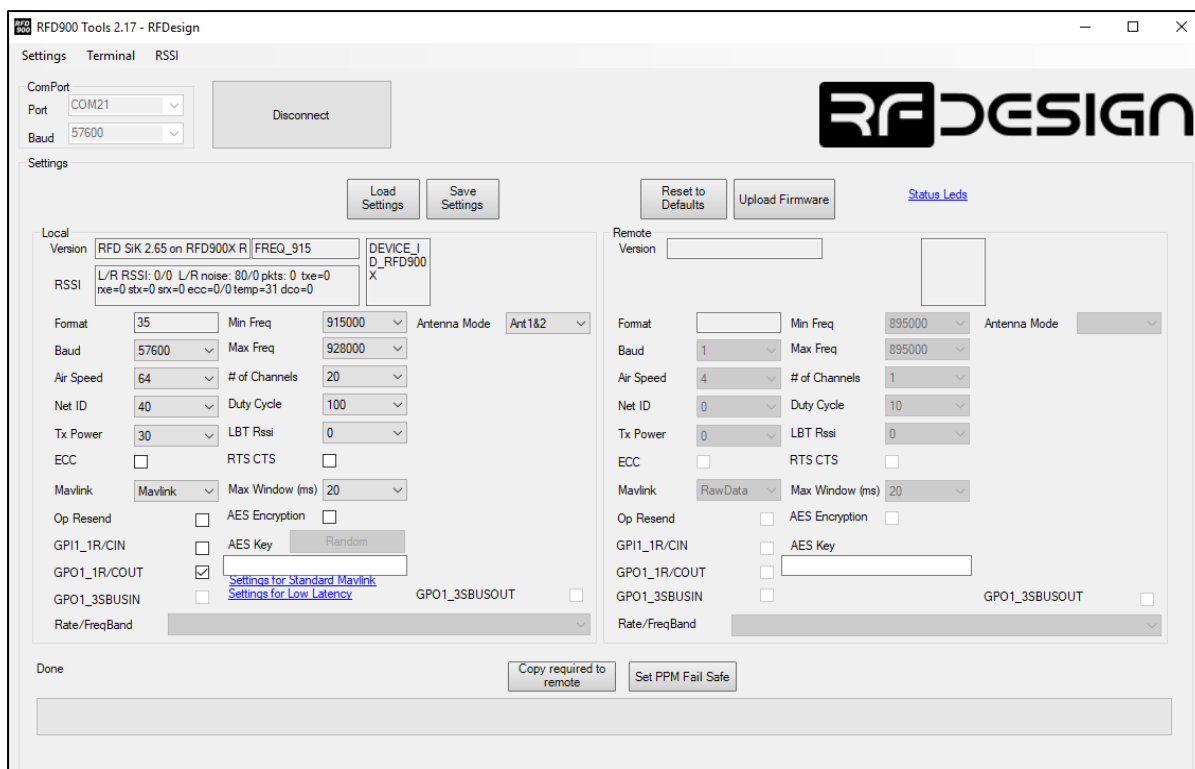 RFD900 Tools 2.17 - RFDesign
Settings Terminal RSSI
ComPort
Port COM21
Baud 57600
Disconnect
RFDESIGN
Settings
Load Settings
Save Settings
Reset to Defaults
Upload Firmware
Status Leds
Local
Version RFD SiK 2.65 on RFD900X R FREQ_915
DEVICE_I
D_RFD900
X
RSSI
L/R RSSI: 0/0 L/R noise: 80/0 pkts: 0 txe=0
rxe=0 stx=0 srx=0 ecc=0/0 temp=31 dco=0
Format 35 Min Freq 915000 Antenna Mode Ant1&2
Baud 57600 Max Freq 928000
Air Speed 64 # of Channels 20
Net ID 40 Duty Cycle 100
Tx Power 30 LBT Rssi 0
ECC RTS CTS
Mavlink Mavlink Max Window (ms) 20
Op Resend AES Encryption
GPI1_1R/CIN AES Key Random
GPO1_1R/COUT
Settings for Standard Mavlink
Settings for Low Latency
GPO1_3SBUSIN GPO1_3SBUSOUT
Rate/FreqBand
Remote
Version
Format Min Freq 895000 Antenna Mode
Baud 1 Max Freq 895000
Air Speed 4 # of Channels 1
Net ID 0 Duty Cycle 10
Tx Power 0 LBT Rssi 0
ECC RTS CTS
Mavlink RawData Max Window (ms) 20
Op Resend AES Encryption
GPI1_1R/CIN AES Key
GPO1_1R/COUT
GPO1_3SBUSIN GPO1_3SBUSOUT
Rate/FreqBand
Done
Copy required to
remote
Set PPM Fail Safe